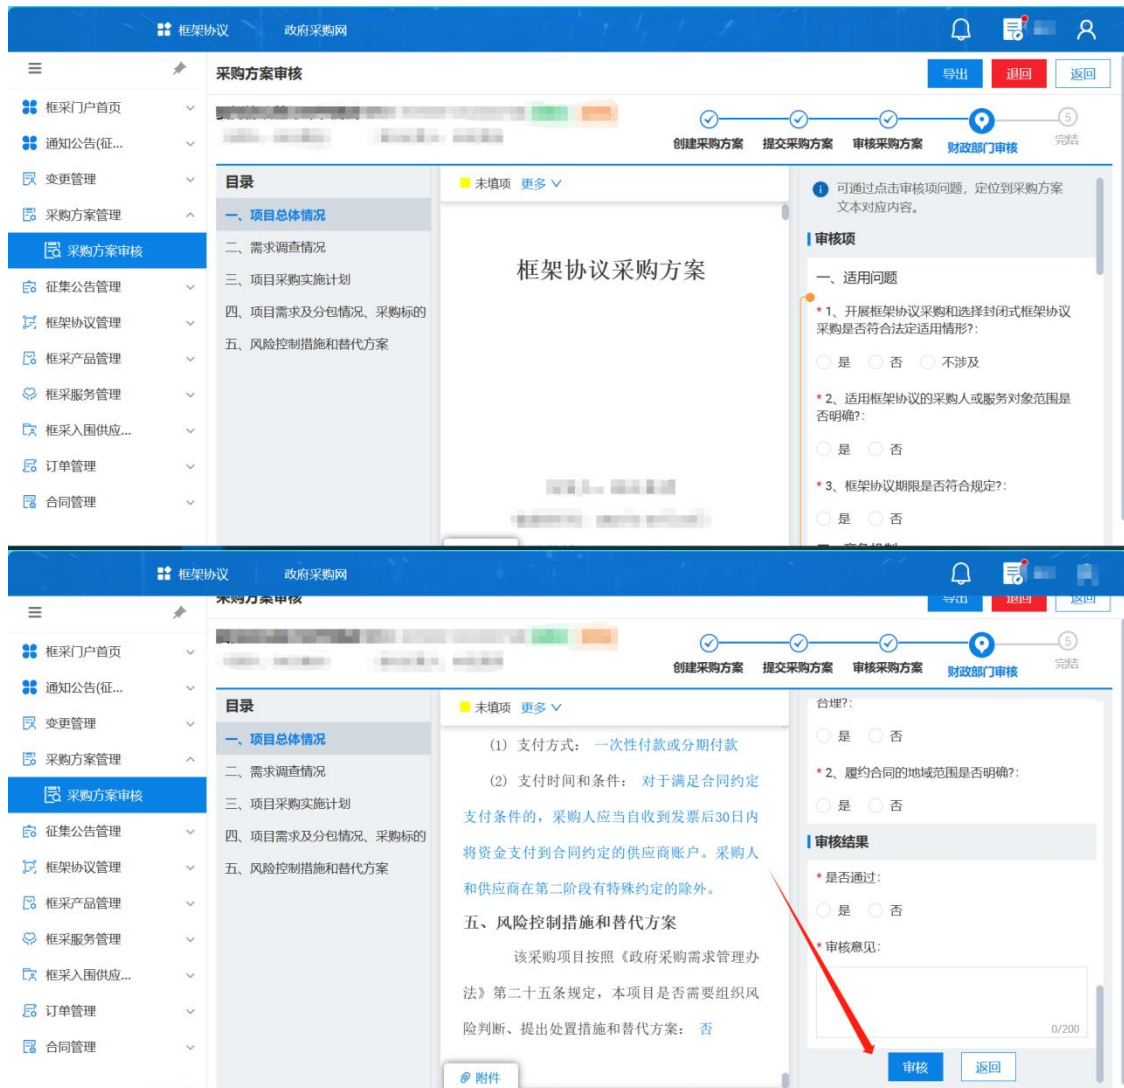 框架协议 政府采购网
采购方案审核 导出 退回 返回
框采门户首页
通知公告(征...
变更管理
采购方案管理
采购方案审核
征集公告管理
框架协议管理
框采产品管理
框采服务管理
框采入围供应...
订单管理
合同管理
创建采购方案 提交采购方案 审核采购方案 财政部门审核 5 完结
目录
一、项目总体情况
二、需求调查情况
三、项目采购实施计划
四、项目需求及分包情况、采购标的
五、风险控制措施和替代方案
未填项 更多
框架协议采购方案
可通过点击审核项问题，定位到采购方案
文本对应内容。
审核项
一、适用问题
* 1、开展框架协议采购和选择封闭式框架协议
采购是否符合法定适用情形?:
是 否 不涉及
* 2、适用框架协议的采购人或服务对象范围是
否明确?:
是 否
* 3、框架协议期限是否符合规定?:
是 否
框架协议 政府采购网
采购方案审核 导出 退回 返回
框采门户首页
通知公告(征...
变更管理
采购方案管理
采购方案审核
征集公告管理
框架协议管理
框采产品管理
框采服务管理
框采入围供应...
订单管理
合同管理
创建采购方案 提交采购方案 审核采购方案 财政部门审核 5 完结
目录
一、项目总体情况
二、需求调查情况
三、项目采购实施计划
四、项目需求及分包情况、采购标的
五、风险控制措施和替代方案
未填项 更多
(1) 支付方式： 一次性付款或分期付款
(2) 支付时间和条件： 对于满足合同约定
支付条件的，采购人应当自收到发票后30日内
将资金支付到合同约定的供应商账户。采购人
和供应商在第二阶段有特殊约定的除外。
五、风险控制措施和替代方案
该采购项目按照《政府采购需求管理办
法》第二十五条规定，本项目是否需要组织风
险判断、提出处置措施和替代方案： 否
附件
合理?:
是 否
* 2、履约合同的地域范围是否明确?:
是 否
审核结果
* 是否通过:
是 否
* 审核意见:
0/200
审核 返回